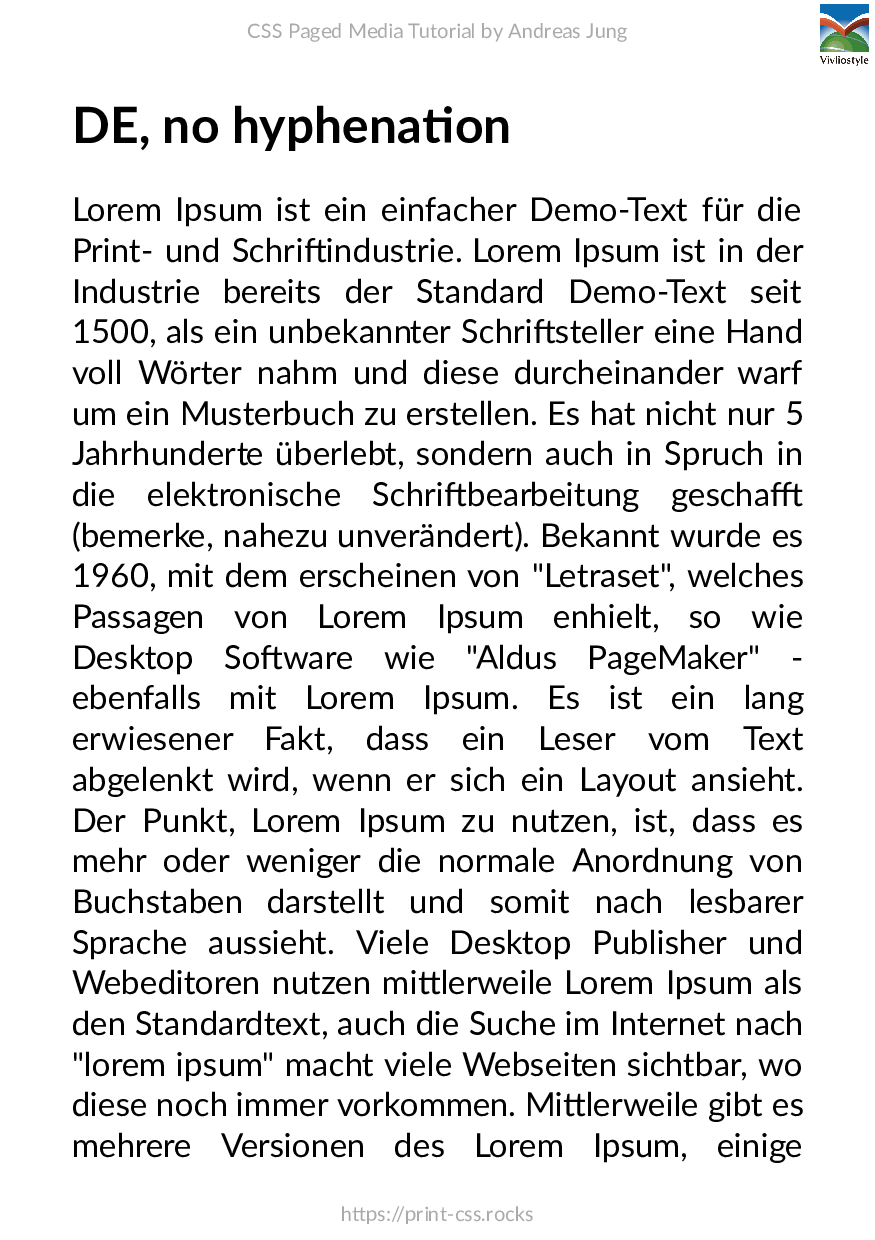 CSS Paged Media Tutorial by Andreas Jung
Vivliostyle
DE, no hyphenation
Lorem Ipsum ist ein einfacher Demo-Text für die
Print- und Schriftindustrie. Lorem Ipsum ist in der
Industrie bereits der Standard Demo-Text seit
1500, als ein unbekannter Schriftsteller eine Hand
voll Wörter nahm und diese durcheinander warf
um ein Musterbuch zu erstellen. Es hat nicht nur 5
Jahrhunderte überlebt, sondern auch in Spruch in
die elektronische Schriftbearbeitung geschafft
(bemerke, nahezu unverändert). Bekannt wurde es
1960, mit dem erscheinen von "Letraset", welches
Passagen von Lorem Ipsum enhielt, so wie
Desktop Software wie "Aldus PageMaker" -
ebenfalls mit Lorem Ipsum. Es ist ein lang
erwiesener Fakt, dass ein Leser vom Text
abgelenkt wird, wenn er sich ein Layout ansieht.
Der Punkt, Lorem Ipsum zu nutzen, ist, dass es
mehr oder weniger die normale Anordnung von
Buchstaben darstellt und somit nach lesbarer
Sprache aussieht. Viele Desktop Publisher und
Webeditoren nutzen mittlerweile Lorem Ipsum als
den Standardtext, auch die Suche im Internet nach
"lorem ipsum" macht viele Webseiten sichtbar, wo
diese noch immer vorkommen. Mittlerweile gibt es
mehrere Versionen des Lorem Ipsum, einige
https://print-css.rocks